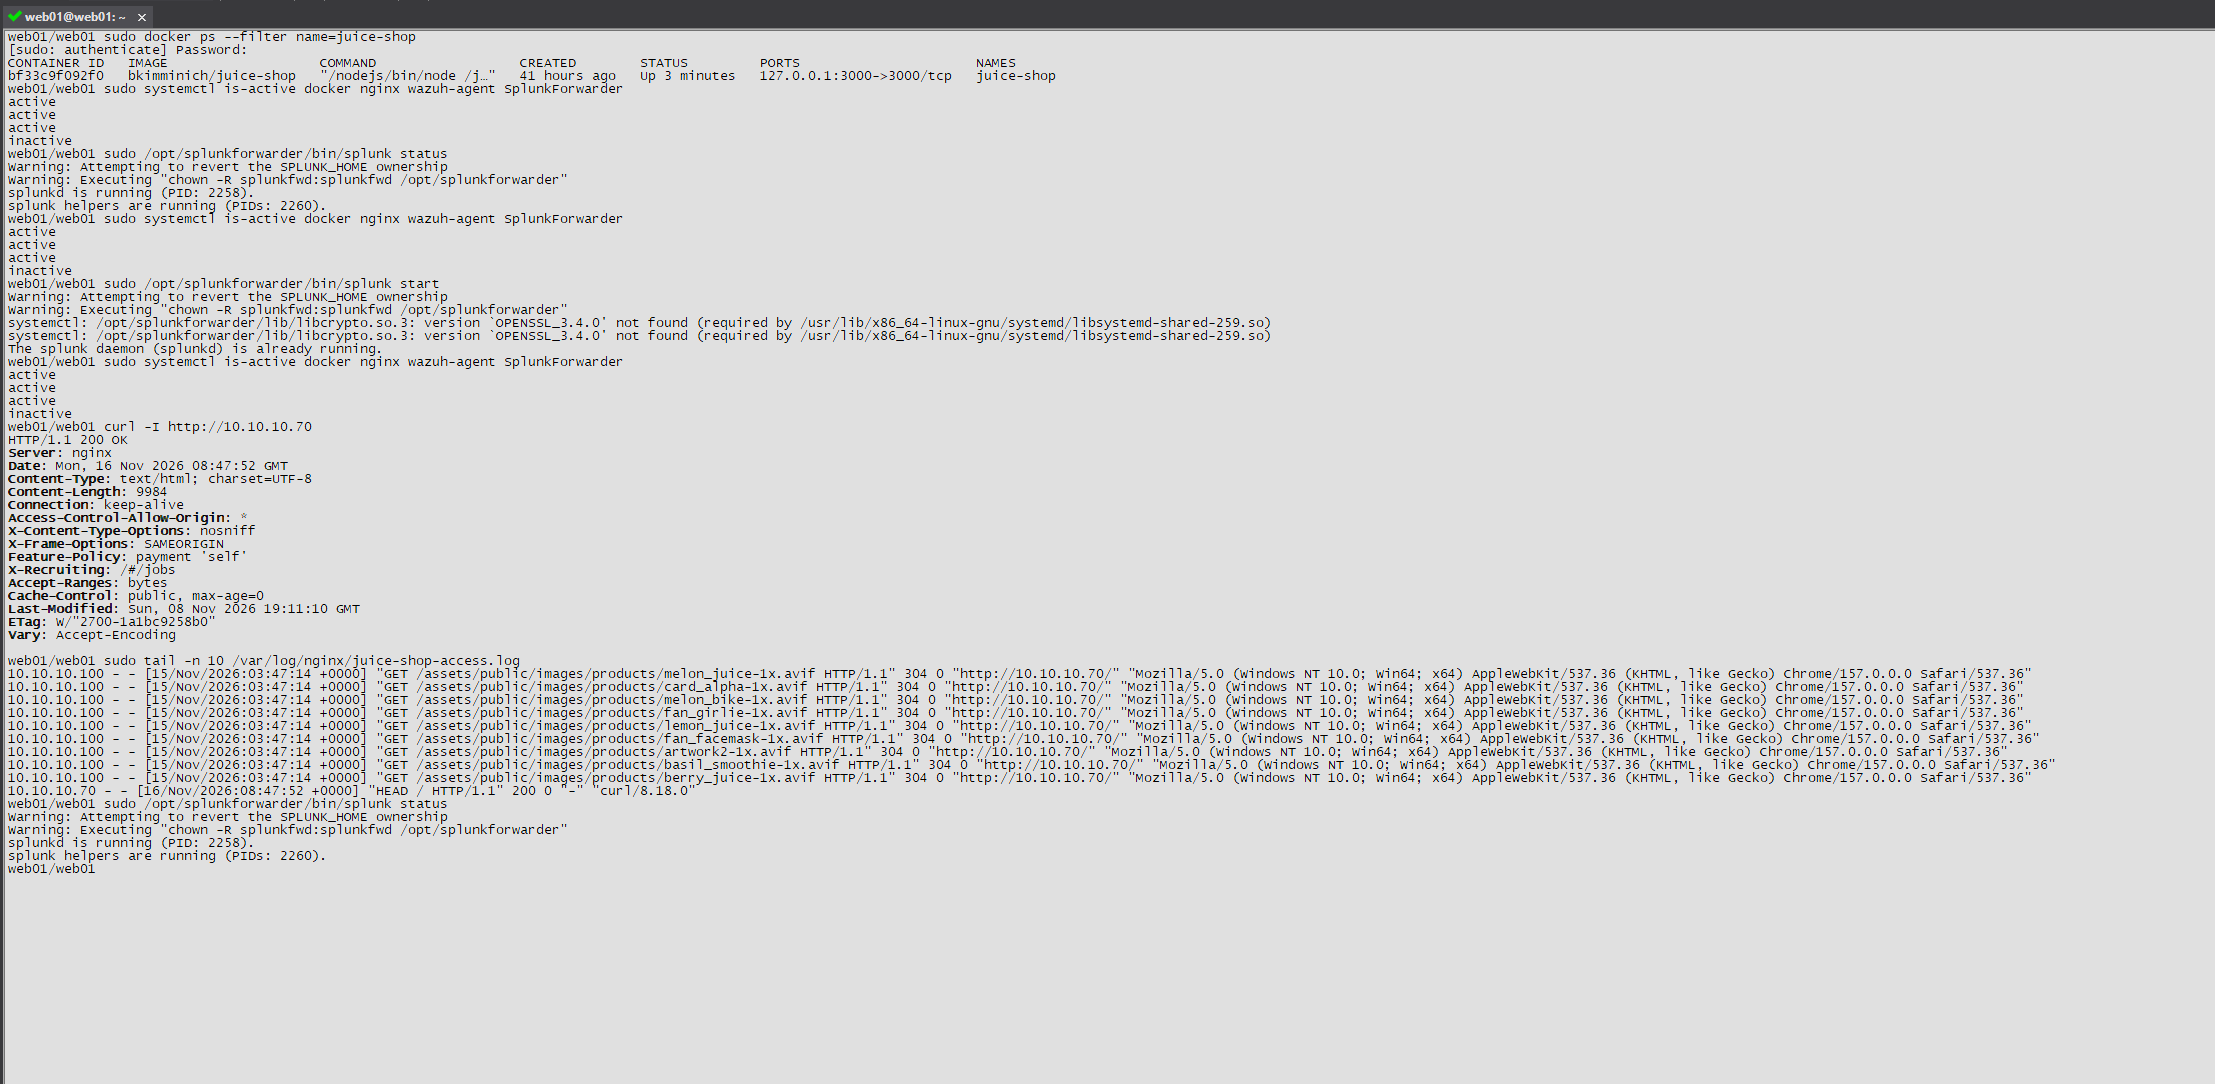 web01@web01: ~ ×
web01/web01 sudo docker ps --filter name=juice-shop
[sudo: authenticate] Password:
CONTAINER ID   IMAGE                   COMMAND                  CREATED        STATUS         PORTS                      NAMES
bf33c9f092f0   bkimminich/juice-shop   "/nodejs/bin/node /j…"   41 hours ago   Up 3 minutes   127.0.0.1:3000->3000/tcp   juice-shop
web01/web01 sudo systemctl is-active docker nginx wazuh-agent SplunkForwarder
active
active
active
inactive
web01/web01 sudo /opt/splunkforwarder/bin/splunk status
Warning: Attempting to revert the SPLUNK_HOME ownership
Warning: Executing "chown -R splunkfwd:splunkfwd /opt/splunkforwarder"
splunkd is running (PID: 2258).
splunk helpers are running (PIDs: 2260).
web01/web01 sudo systemctl is-active docker nginx wazuh-agent SplunkForwarder
active
active
active
inactive
web01/web01 sudo /opt/splunkforwarder/bin/splunk start
Warning: Attempting to revert the SPLUNK_HOME ownership
Warning: Executing "chown -R splunkfwd:splunkfwd /opt/splunkforwarder"
systemctl: /opt/splunkforwarder/lib/libcrypto.so.3: version `OPENSSL_3.4.0' not found (required by /usr/lib/x86_64-linux-gnu/systemd/libsystemd-shared-259.so)
systemctl: /opt/splunkforwarder/lib/libcrypto.so.3: version `OPENSSL_3.4.0' not found (required by /usr/lib/x86_64-linux-gnu/systemd/libsystemd-shared-259.so)
The splunk daemon (splunkd) is already running.
web01/web01 sudo systemctl is-active docker nginx wazuh-agent SplunkForwarder
active
active
active
inactive
web01/web01 curl -I http://10.10.10.70
HTTP/1.1 200 OK
Server: nginx
Date: Mon, 16 Nov 2026 08:47:52 GMT
Content-Type: text/html; charset=UTF-8
Content-Length: 9984
Connection: keep-alive
Access-Control-Allow-Origin: *
X-Content-Type-Options: nosniff
X-Frame-Options: SAMEORIGIN
Feature-Policy: payment 'self'
X-Recruiting: /#/jobs
Accept-Ranges: bytes
Cache-Control: public, max-age=0
Last-Modified: Sun, 08 Nov 2026 19:11:10 GMT
ETag: W/"2700-1a1bc9258b0"
Vary: Accept-Encoding
web01/web01 sudo tail -n 10 /var/log/nginx/juice-shop-access.log
10.10.10.100 - - [15/Nov/2026:03:47:14 +0000] "GET /assets/public/images/products/melon_juice-1x.avif HTTP/1.1" 304 0 "http://10.10.10.70/" "Mozilla/5.0 (Windows NT 10.0; Win64; x64) AppleWebKit/537.36 (KHTML, like Gecko) Chrome/157.0.0.0 Safari/537.36"
10.10.10.100 - - [15/Nov/2026:03:47:14 +0000] "GET /assets/public/images/products/card_alpha-1x.avif HTTP/1.1" 304 0 "http://10.10.10.70/" "Mozilla/5.0 (Windows NT 10.0; Win64; x64) AppleWebKit/537.36 (KHTML, like Gecko) Chrome/157.0.0.0 Safari/537.36"
10.10.10.100 - - [15/Nov/2026:03:47:14 +0000] "GET /assets/public/images/products/melon_bike-1x.avif HTTP/1.1" 304 0 "http://10.10.10.70/" "Mozilla/5.0 (Windows NT 10.0; Win64; x64) AppleWebKit/537.36 (KHTML, like Gecko) Chrome/157.0.0.0 Safari/537.36"
10.10.10.100 - - [15/Nov/2026:03:47:14 +0000] "GET /assets/public/images/products/fan_girlie-1x.avif HTTP/1.1" 304 0 "http://10.10.10.70/" "Mozilla/5.0 (Windows NT 10.0; Win64; x64) AppleWebKit/537.36 (KHTML, like Gecko) Chrome/157.0.0.0 Safari/537.36"
10.10.10.100 - - [15/Nov/2026:03:47:14 +0000] "GET /assets/public/images/products/lemon_juice-1x.avif HTTP/1.1" 304 0 "http://10.10.10.70/" "Mozilla/5.0 (Windows NT 10.0; Win64; x64) AppleWebKit/537.36 (KHTML, like Gecko) Chrome/157.0.0.0 Safari/537.36"
10.10.10.100 - - [15/Nov/2026:03:47:14 +0000] "GET /assets/public/images/products/fan_facemask-1x.avif HTTP/1.1" 304 0 "http://10.10.10.70/" "Mozilla/5.0 (Windows NT 10.0; Win64; x64) AppleWebKit/537.36 (KHTML, like Gecko) Chrome/157.0.0.0 Safari/537.36"
10.10.10.100 - - [15/Nov/2026:03:47:14 +0000] "GET /assets/public/images/products/artwork2-1x.avif HTTP/1.1" 304 0 "http://10.10.10.70/" "Mozilla/5.0 (Windows NT 10.0; Win64; x64) AppleWebKit/537.36 (KHTML, like Gecko) Chrome/157.0.0.0 Safari/537.36"
10.10.10.100 - - [15/Nov/2026:03:47:14 +0000] "GET /assets/public/images/products/basil_smoothie-1x.avif HTTP/1.1" 304 0 "http://10.10.10.70/" "Mozilla/5.0 (Windows NT 10.0; Win64; x64) AppleWebKit/537.36 (KHTML, like Gecko) Chrome/157.0.0.0 Safari/537.36"
10.10.10.100 - - [15/Nov/2026:03:47:14 +0000] "GET /assets/public/images/products/berry_juice-1x.avif HTTP/1.1" 304 0 "http://10.10.10.70/" "Mozilla/5.0 (Windows NT 10.0; Win64; x64) AppleWebKit/537.36 (KHTML, like Gecko) Chrome/157.0.0.0 Safari/537.36"
10.10.10.70 - - [16/Nov/2026:08:47:52 +0000] "HEAD / HTTP/1.1" 200 0 "-" "curl/8.18.0"
web01/web01 sudo /opt/splunkforwarder/bin/splunk status
Warning: Attempting to revert the SPLUNK_HOME ownership
Warning: Executing "chown -R splunkfwd:splunkfwd /opt/splunkforwarder"
splunkd is running (PID: 2258).
splunk helpers are running (PIDs: 2260).
web01/web01